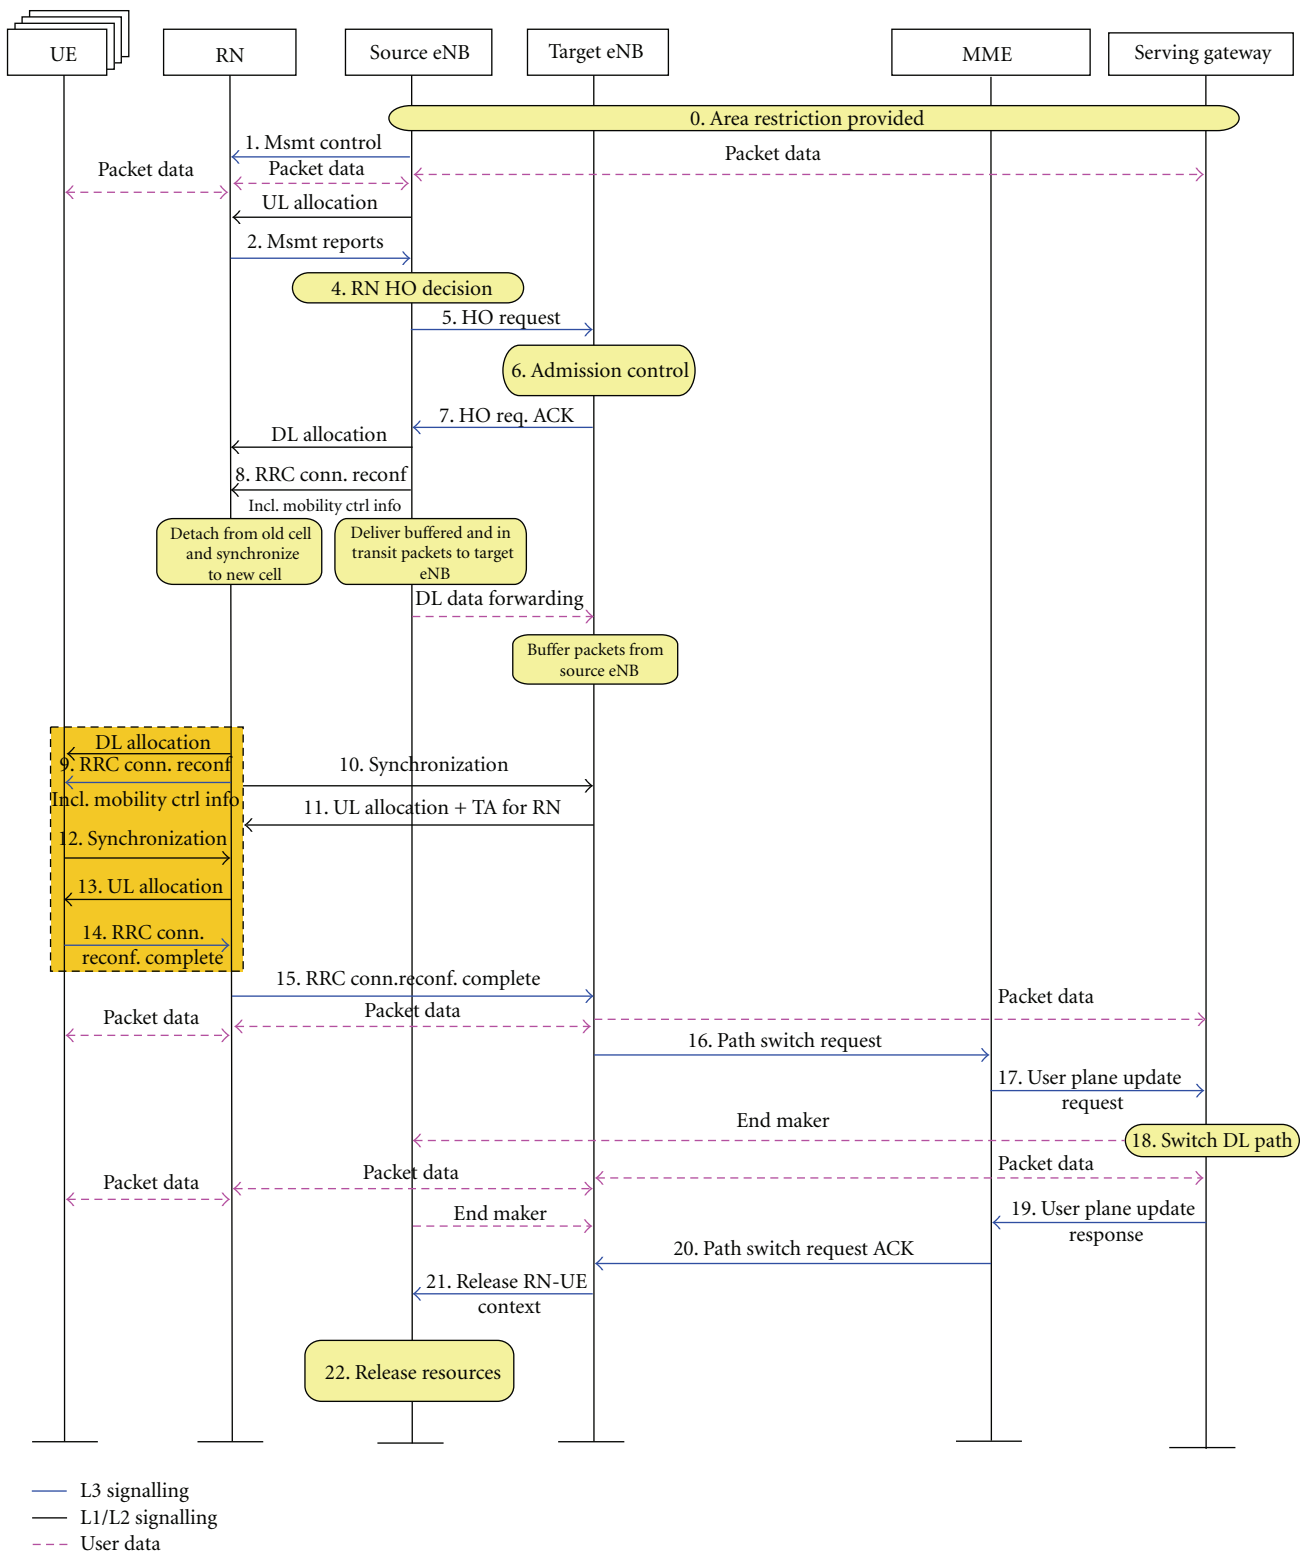 UE
RN
Source eNB
Target eNB
MME
Serving gateway
0. Area restriction provided
1. Msmt control
Packet data
Packet data
Packet data
UL allocation
2. Msmt reports
4. RN HO decision
5. HO request
6. Admission control
7. HO req. ACK
DL allocation
8. RRC conn. reconf
Incl. mobility ctrl info
Detach from old cell
and synchronize
to new cell
Deliver buffered and in
transit packets to target
eNB
DL data forwarding
Buffer packets from
source eNB
DL allocation
9. RRC conn. reconf
Incl. mobility ctrl info
10. Synchronization
11. UL allocation + TA for RN
12. Synchronization
13. UL allocation
14. RRC conn.
reconf. complete
15. RRC conn.reconf. complete
Packet data
Packet data
Packet data
16. Path switch request
17. User plane update
request
End maker
18. Switch DL path
Packet data
Packet data
Packet data
End maker
19. User plane update
response
20. Path switch request ACK
21. Release RN-UE
context
22. Release resources
L3 signalling
L1/L2 signalling
User data